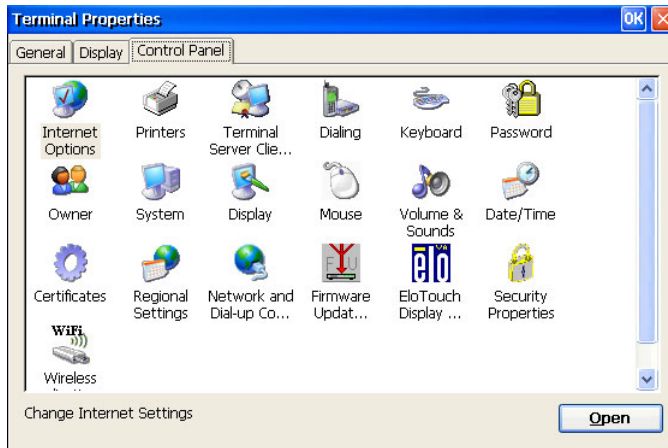 Terminal Properties OK
General Display Control Panel
Internet Options Printers Terminal Server Clie... Dialing Keyboard Password
Owner System Display Mouse Volume & Sounds Date/Time
Certificates Regional Settings Network and Dial-up Co... Firmware Updat... EloTouch Display ... Security Properties
WiFi
Wireless
Change Internet Settings
Open